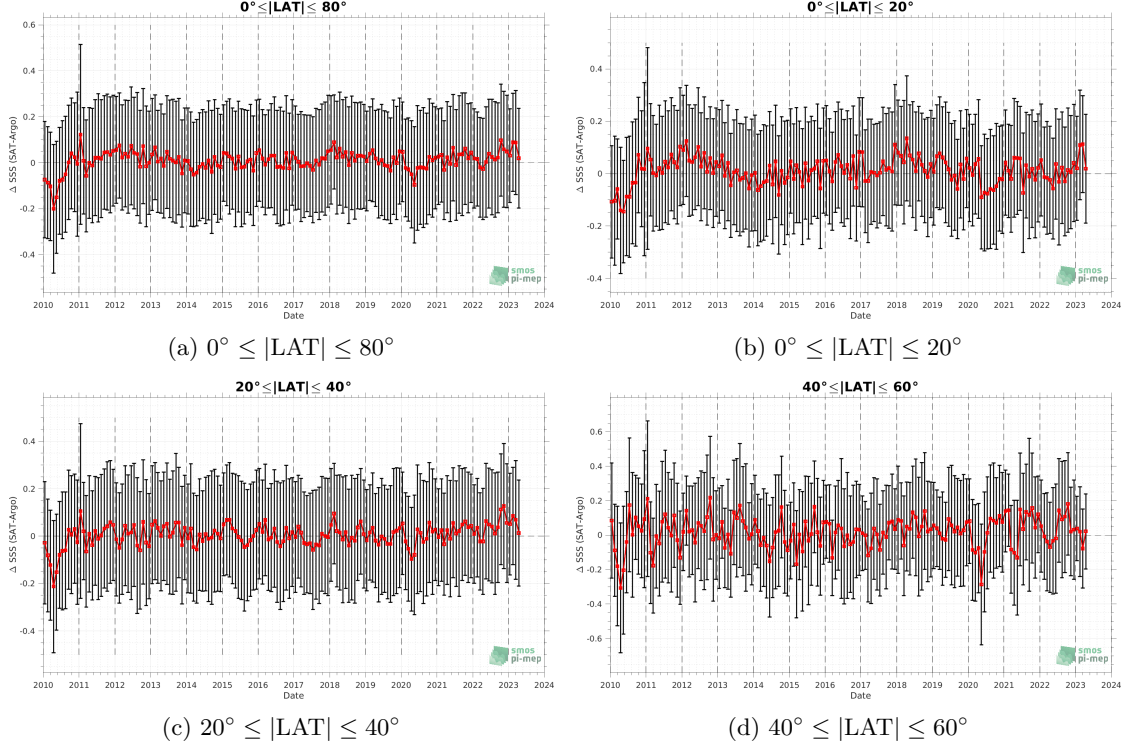 0°≤|LAT|≤ 80°
Δ SSS (SAT-Argo)
0.6
0.4
0.2
0
-0.2
-0.4
2010 2011 2012 2013 2014 2015 2016 2017 2018 2019 2020 2021 2022 2023 2024
Date
smos
pi-mep
(a) 0° ≤ |LAT| ≤ 80°
0°≤|LAT|≤ 20°
Δ SSS (SAT-Argo)
0.4
0.2
0
-0.2
-0.4
2010 2011 2012 2013 2014 2015 2016 2017 2018 2019 2020 2021 2022 2023 2024
Date
smos
pi-mep
(b) 0° ≤ |LAT| ≤ 20°
20°≤|LAT|≤ 40°
Δ SSS (SAT-Argo)
0.4
0.2
0
-0.2
-0.4
2010 2011 2012 2013 2014 2015 2016 2017 2018 2019 2020 2021 2022 2023 2024
Date
smos
pi-mep
(c) 20° ≤ |LAT| ≤ 40°
40°≤|LAT|≤ 60°
Δ SSS (SAT-Argo)
0.6
0.4
0.2
0
-0.2
-0.4
-0.6
2010 2011 2012 2013 2014 2015 2016 2017 2018 2019 2020 2021 2022 2023 2024
Date
smos
pi-mep
(d) 40° ≤ |LAT| ≤ 60°